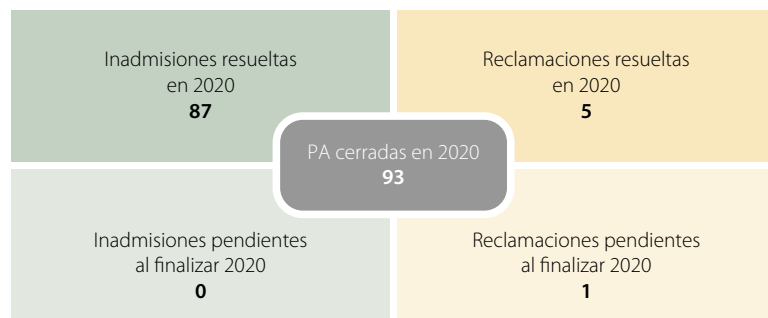 Inadmisiones resueltas
en 2020
87
Reclamaciones resueltas
en 2020
5
PA cerradas en 2020
93
Inadmisiones pendientes
al finalizar 2020
0
Reclamaciones pendientes
al finalizar 2020
1